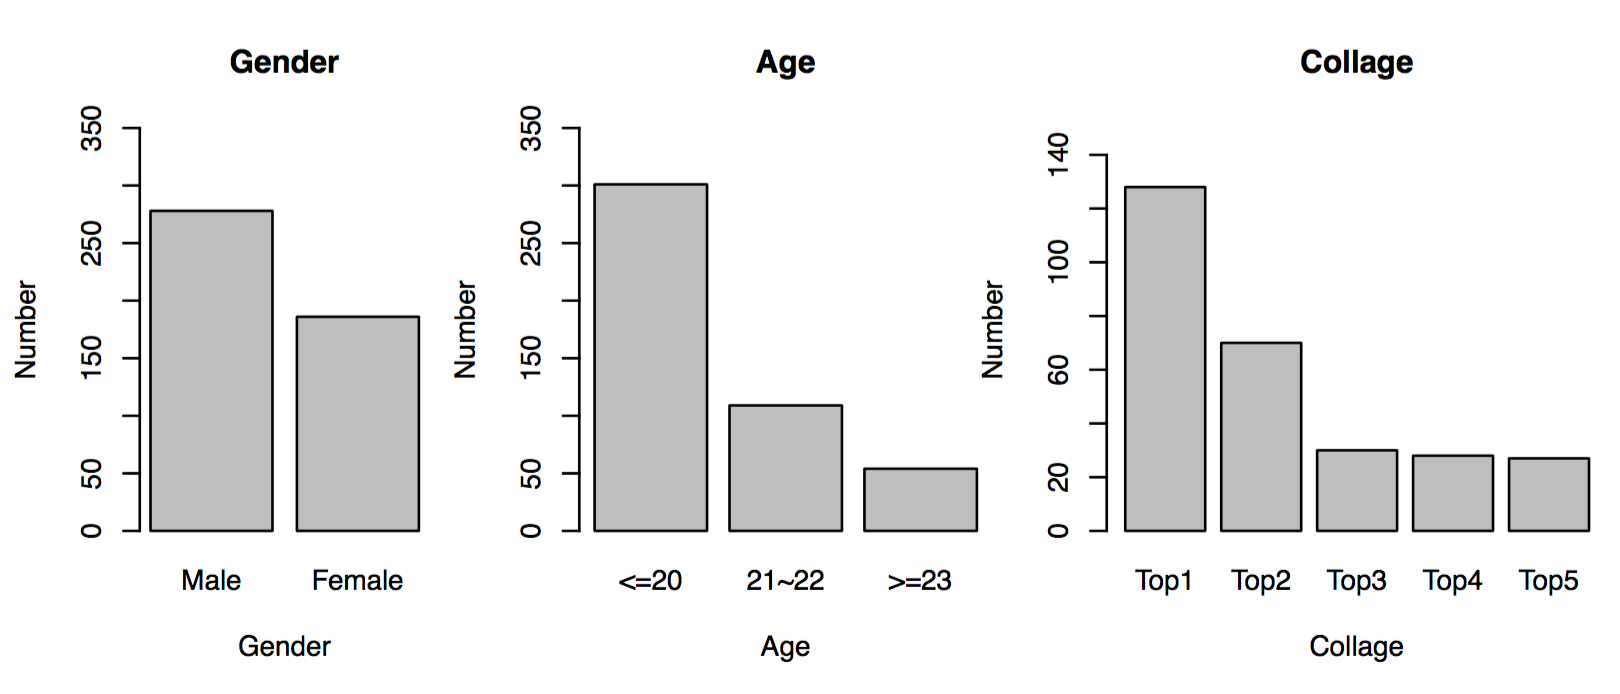 Gender
Number
350
250
150
50
0
Male Female
Gender
Age
Number
350
250
150
50
0
<=20 21~22 >=23
Age
Collage
Number
140
100
60
20
0
Top1 Top2 Top3 Top4 Top5
Collage